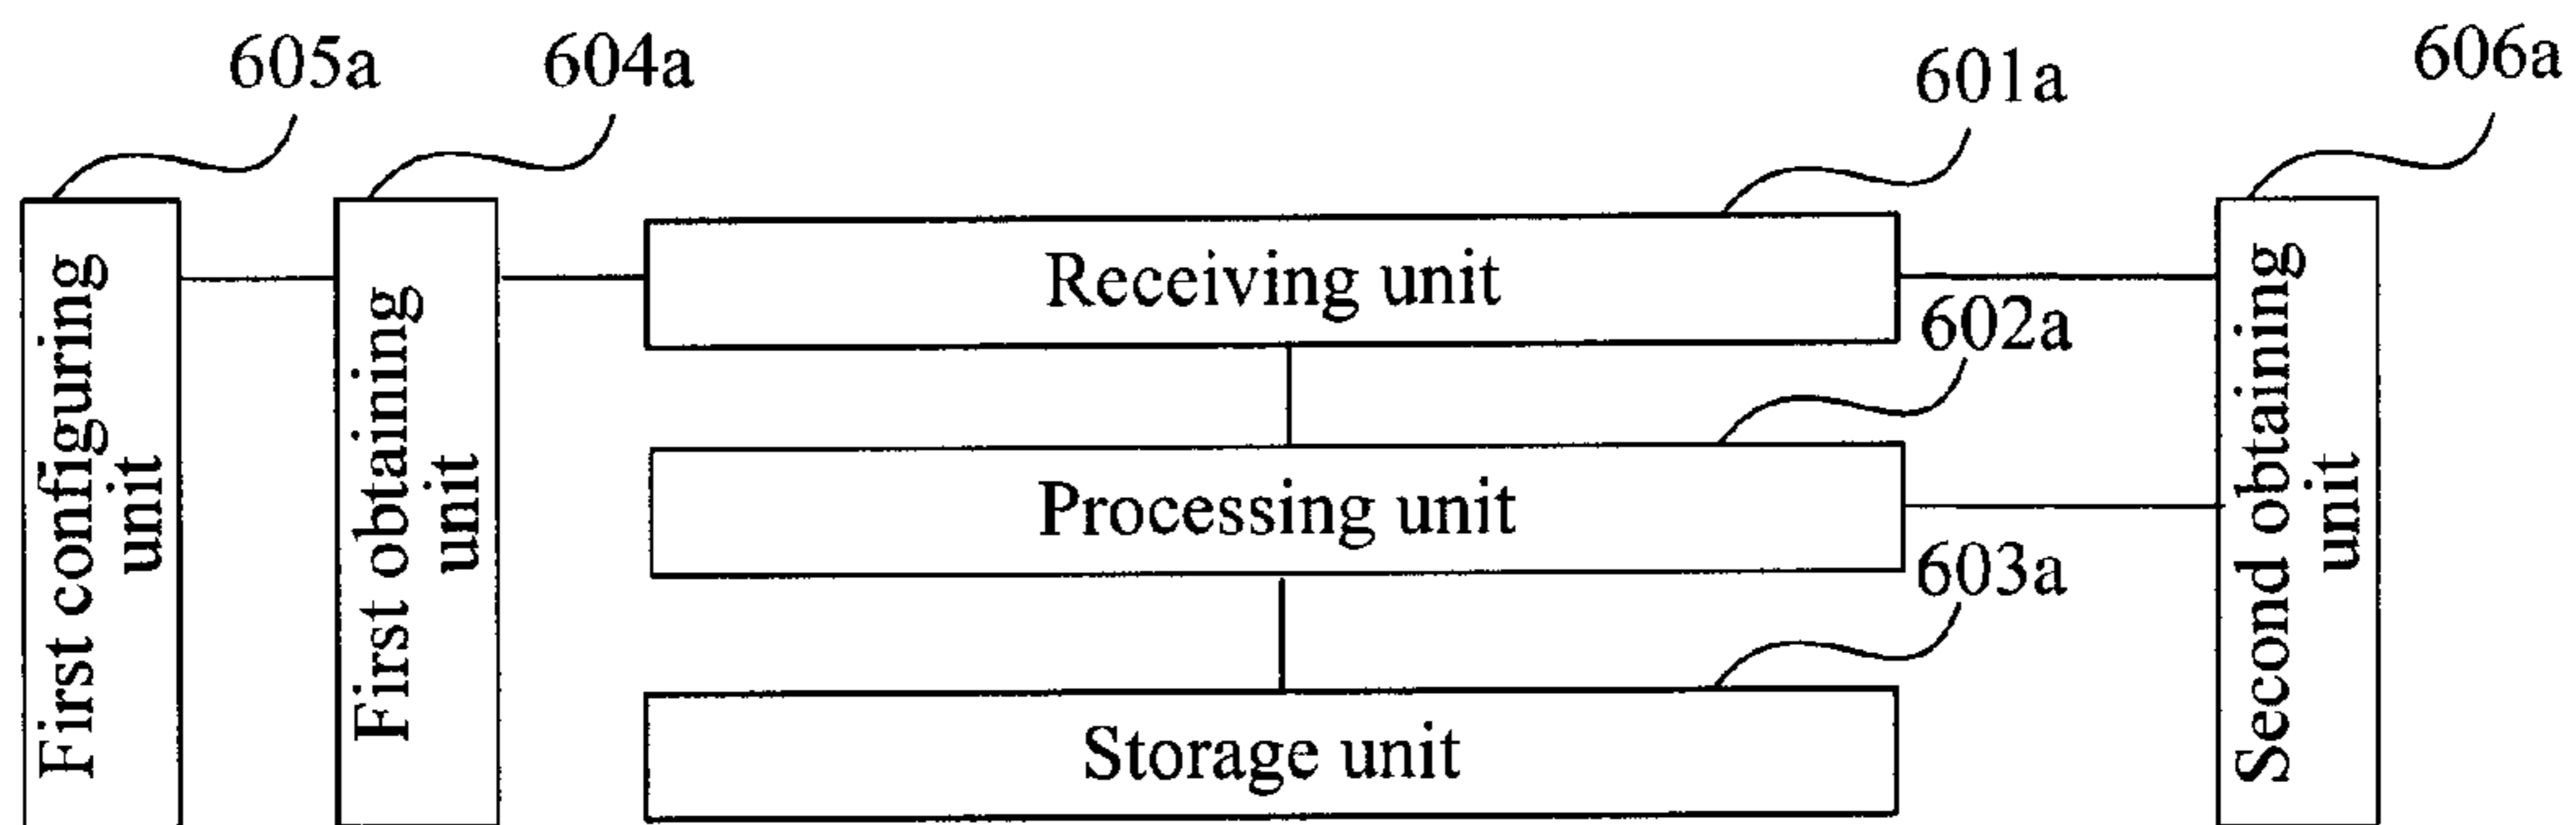 605a
604a
601a
606a
First configuring
unit
First obtaining
unit
Receiving unit
602a
Processing unit
603a
Storage unit
Second obtaining
unit